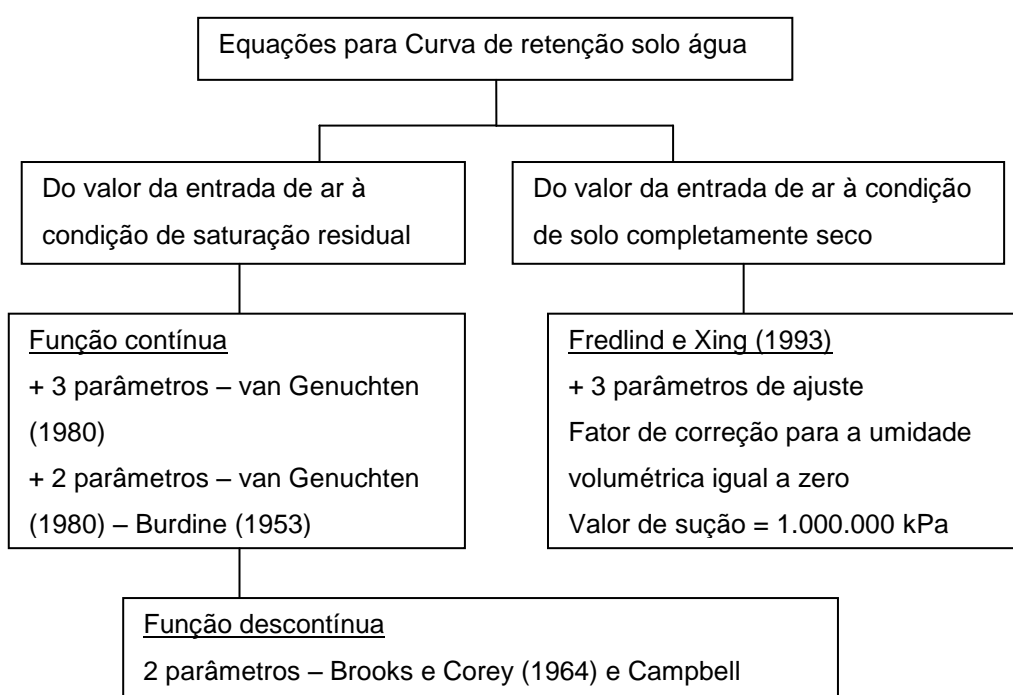 Equações para Curva de retenção solo água
Do valor da entrada de ar à
condição de saturação residual
Do valor da entrada de ar à condição
de solo completamente seco
Função contínua
+ 3 parâmetros – van Genuchten
(1980)
+ 2 parâmetros – van Genuchten
(1980) – Burdine (1953)
Fredlind e Xing (1993)
+ 3 parâmetros de ajuste
Fator de correção para a umidade
volumétrica igual a zero
Valor de sução = 1.000.000 kPa
Função descontínua
2 parâmetros – Brooks e Corey (1964) e Campbell